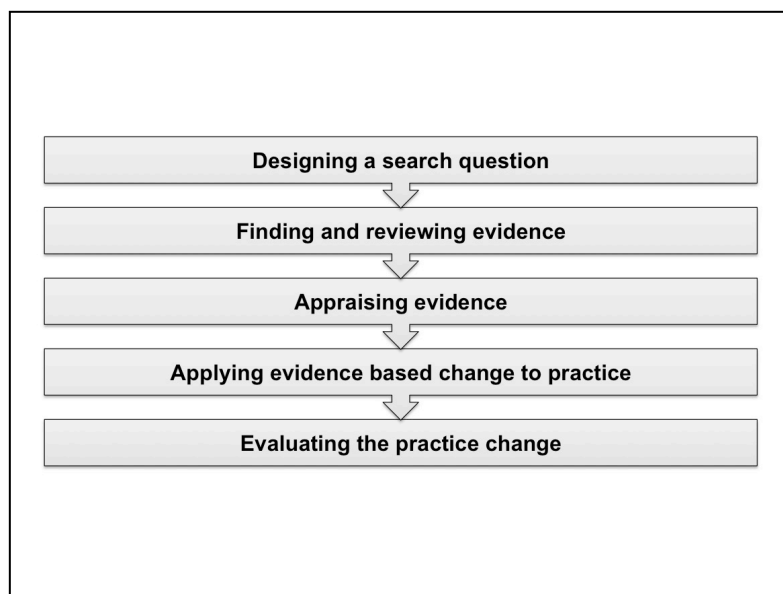 Designing a search question
Finding and reviewing evidence
Appraising evidence
Applying evidence based change to practice
Evaluating the practice change